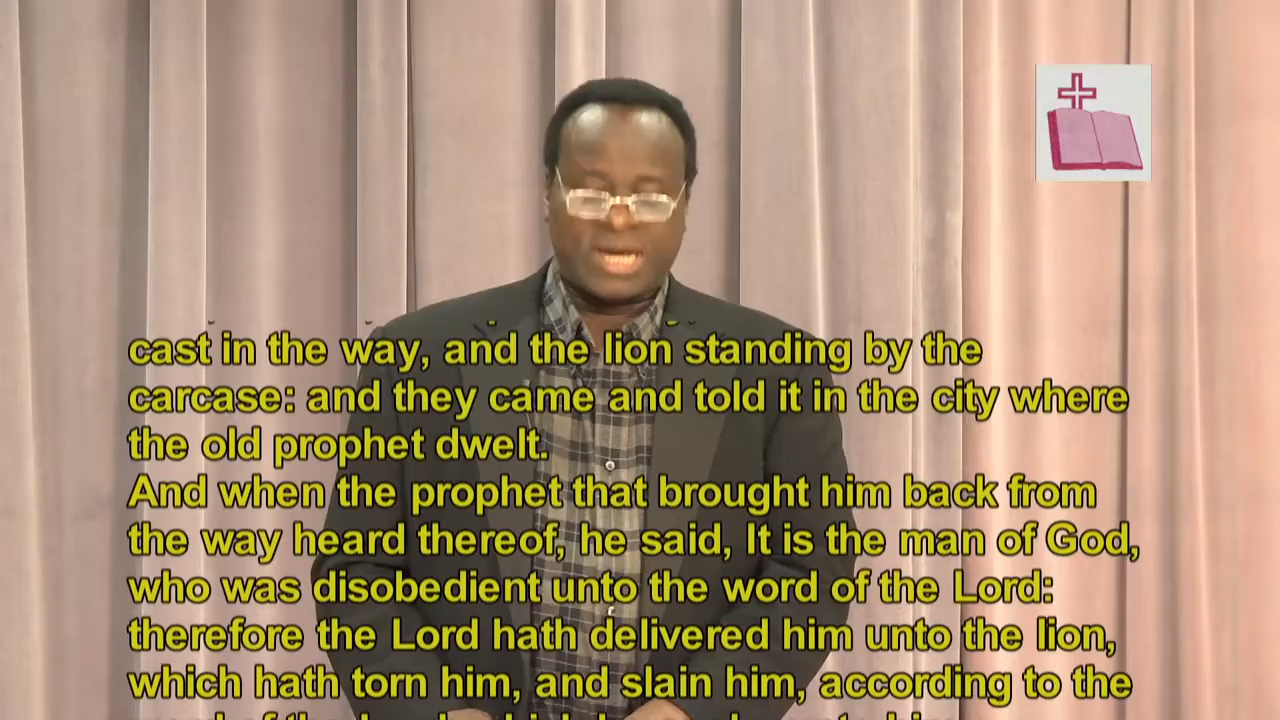 cast in the way, and the lion standing by the
carcase: and they came and told it in the city where
the old prophet dwelt.
And when the prophet that brought him back from
the way heard thereof, he said, It is the man of God,
who was disobedient unto the word of the Lord:
therefore the Lord hath delivered him unto the lion,
which hath torn him, and slain him, according to the